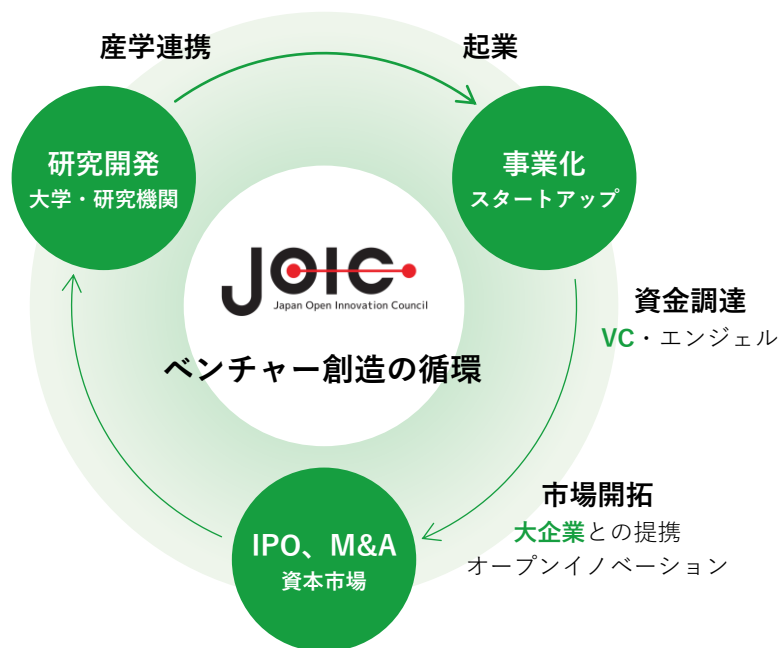 産学連携
起業
研究開発
大学・研究機関
事業化
スタートアップ
JOIC
Japan Open Innovation Council
ベンチャー創造の循環
資金調達
VC・エンジェル
市場開拓
大企業との提携
オープンイノベーション
IPO、M&A
資本市場